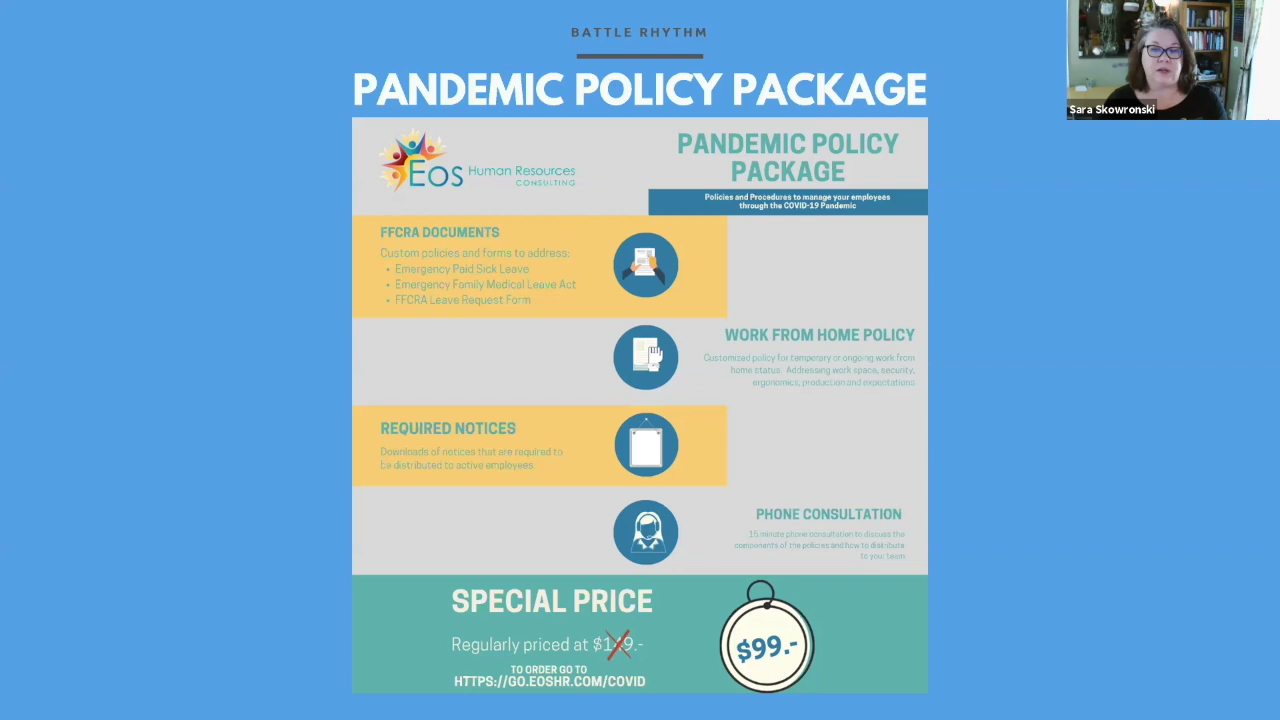 BATTLE RHYTHM
PANDEMIC POLICY PACKAGE
Sara Skowronski
Eos Human Resources
CONSULTING
PANDEMIC POLICY
PACKAGE
Policies and Procedures to manage your employees
through the COVID-19 Pandemic
FFCRA DOCUMENTS
Custom policies and forms to address:
• Emergency Paid Sick Leave
• Emergency Family Medical Leave Act
• FFCRA Leave Request Form
WORK FROM HOME POLICY
Customized policy for temporary or ongoing work from
home status. Addressing work space, security,
ergonomics, production and expectations
REQUIRED NOTICES
Downloads of notices that are required to
be distributed to active employees.
PHONE CONSULTATION
15 minute phone consultation to discuss the
components of the policies and how to distribute
to your team
SPECIAL PRICE
Regularly priced at $149.-
$99.-
TO ORDER GO TO
HTTPS://GO.EOSHR.COM/COVID